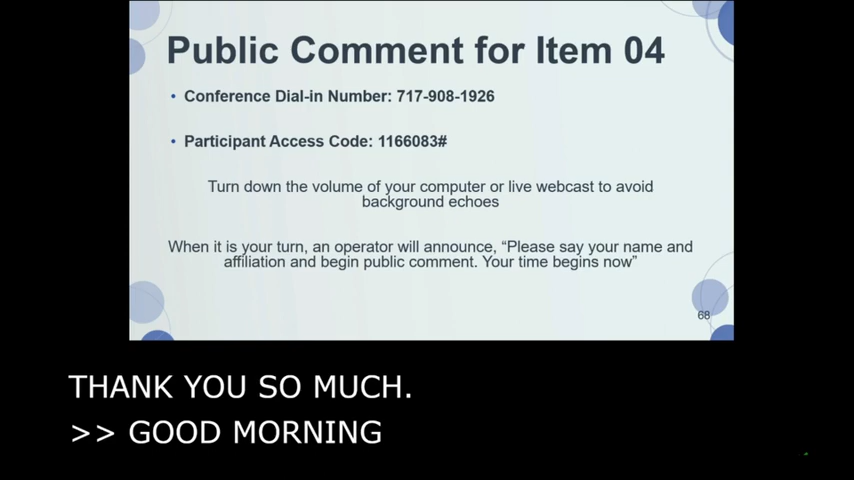 Public Comment for Item 04
• Conference Dial-in Number: 717-908-1926
• Participant Access Code: 1166083#
Turn down the volume of your computer or live webcast to avoid
background echoes
When it is your turn, an operator will announce, “Please say your name and
affiliation and begin public comment. Your time begins now”
68
THANK YOU SO MUCH.
>> GOOD MORNING